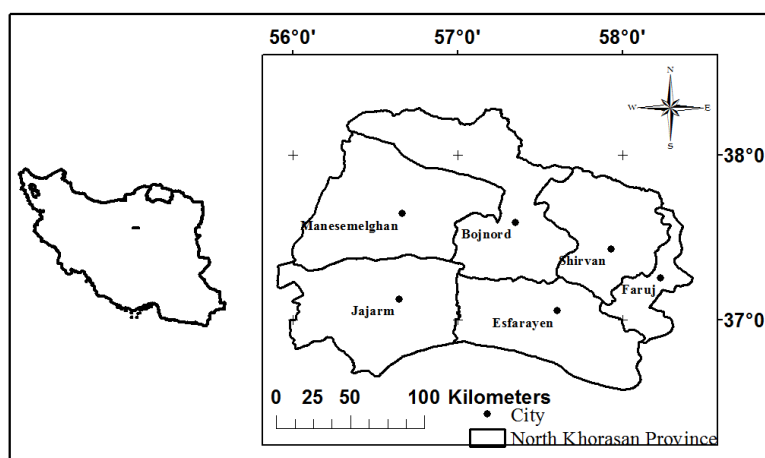 56°0' 57°0' 58°0'
N
W E
S
38°0
Manesemelghan
Bojnord
Shirvan
Faruj
Jajarm
Esfarayen
37°0
0 25 50 100 Kilometers
City
North Khorasan Province